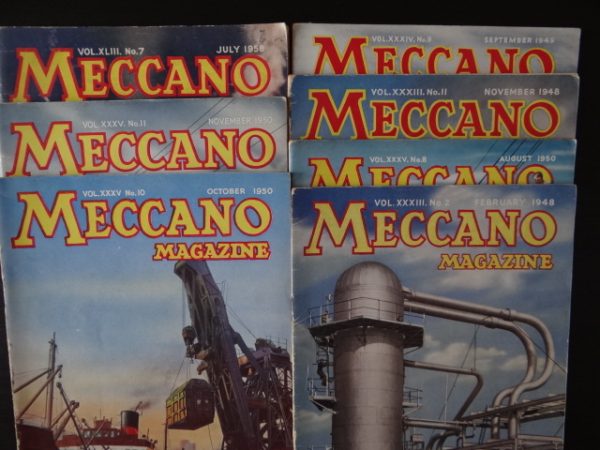 VOL. XLIII. No. 7 JULY 1958
MECCANO
VOL. XXXV. No. 11 NOVEMBER 1950
MECCANO
VOL. XXXV No. 10 OCTOBER 1950
MECCANO
MAGAZINE
VOL. XXXIV. No. 9 SEPTEMBER 1949
MECCANO
VOL. XXXIII. No. 11 NOVEMBER 1948
MECCANO
VOL. XXXV. No. 8 AUGUST 1950
MECCANO
VOL. XXXIII. No. 2 FEBRUARY 1948
MECCANO
MAGAZINE